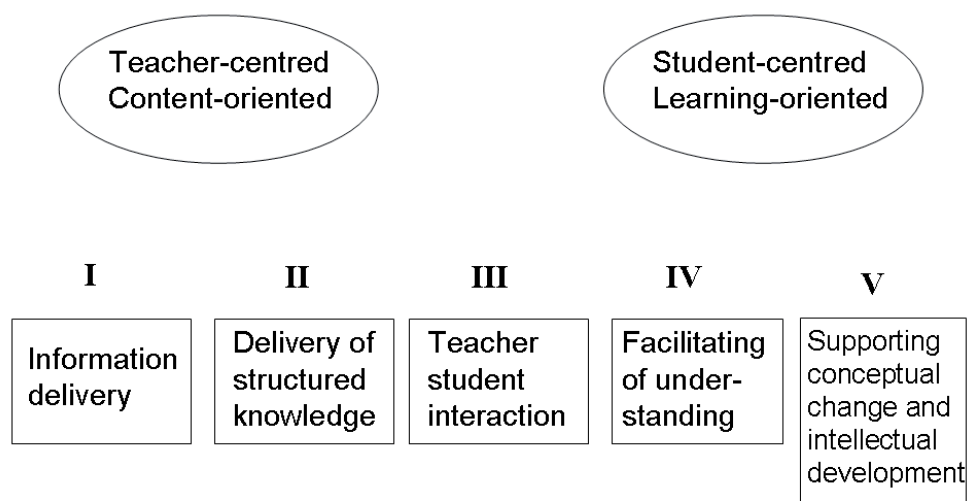 Teacher-centred
Content-oriented
Student-centred
Learning-oriented
I
II
III
IV
V
Information
delivery
Delivery of
structured
knowledge
Teacher
student
interaction
Facilitating
of under-
standing
Supporting
conceptual
change and
intellectual
development